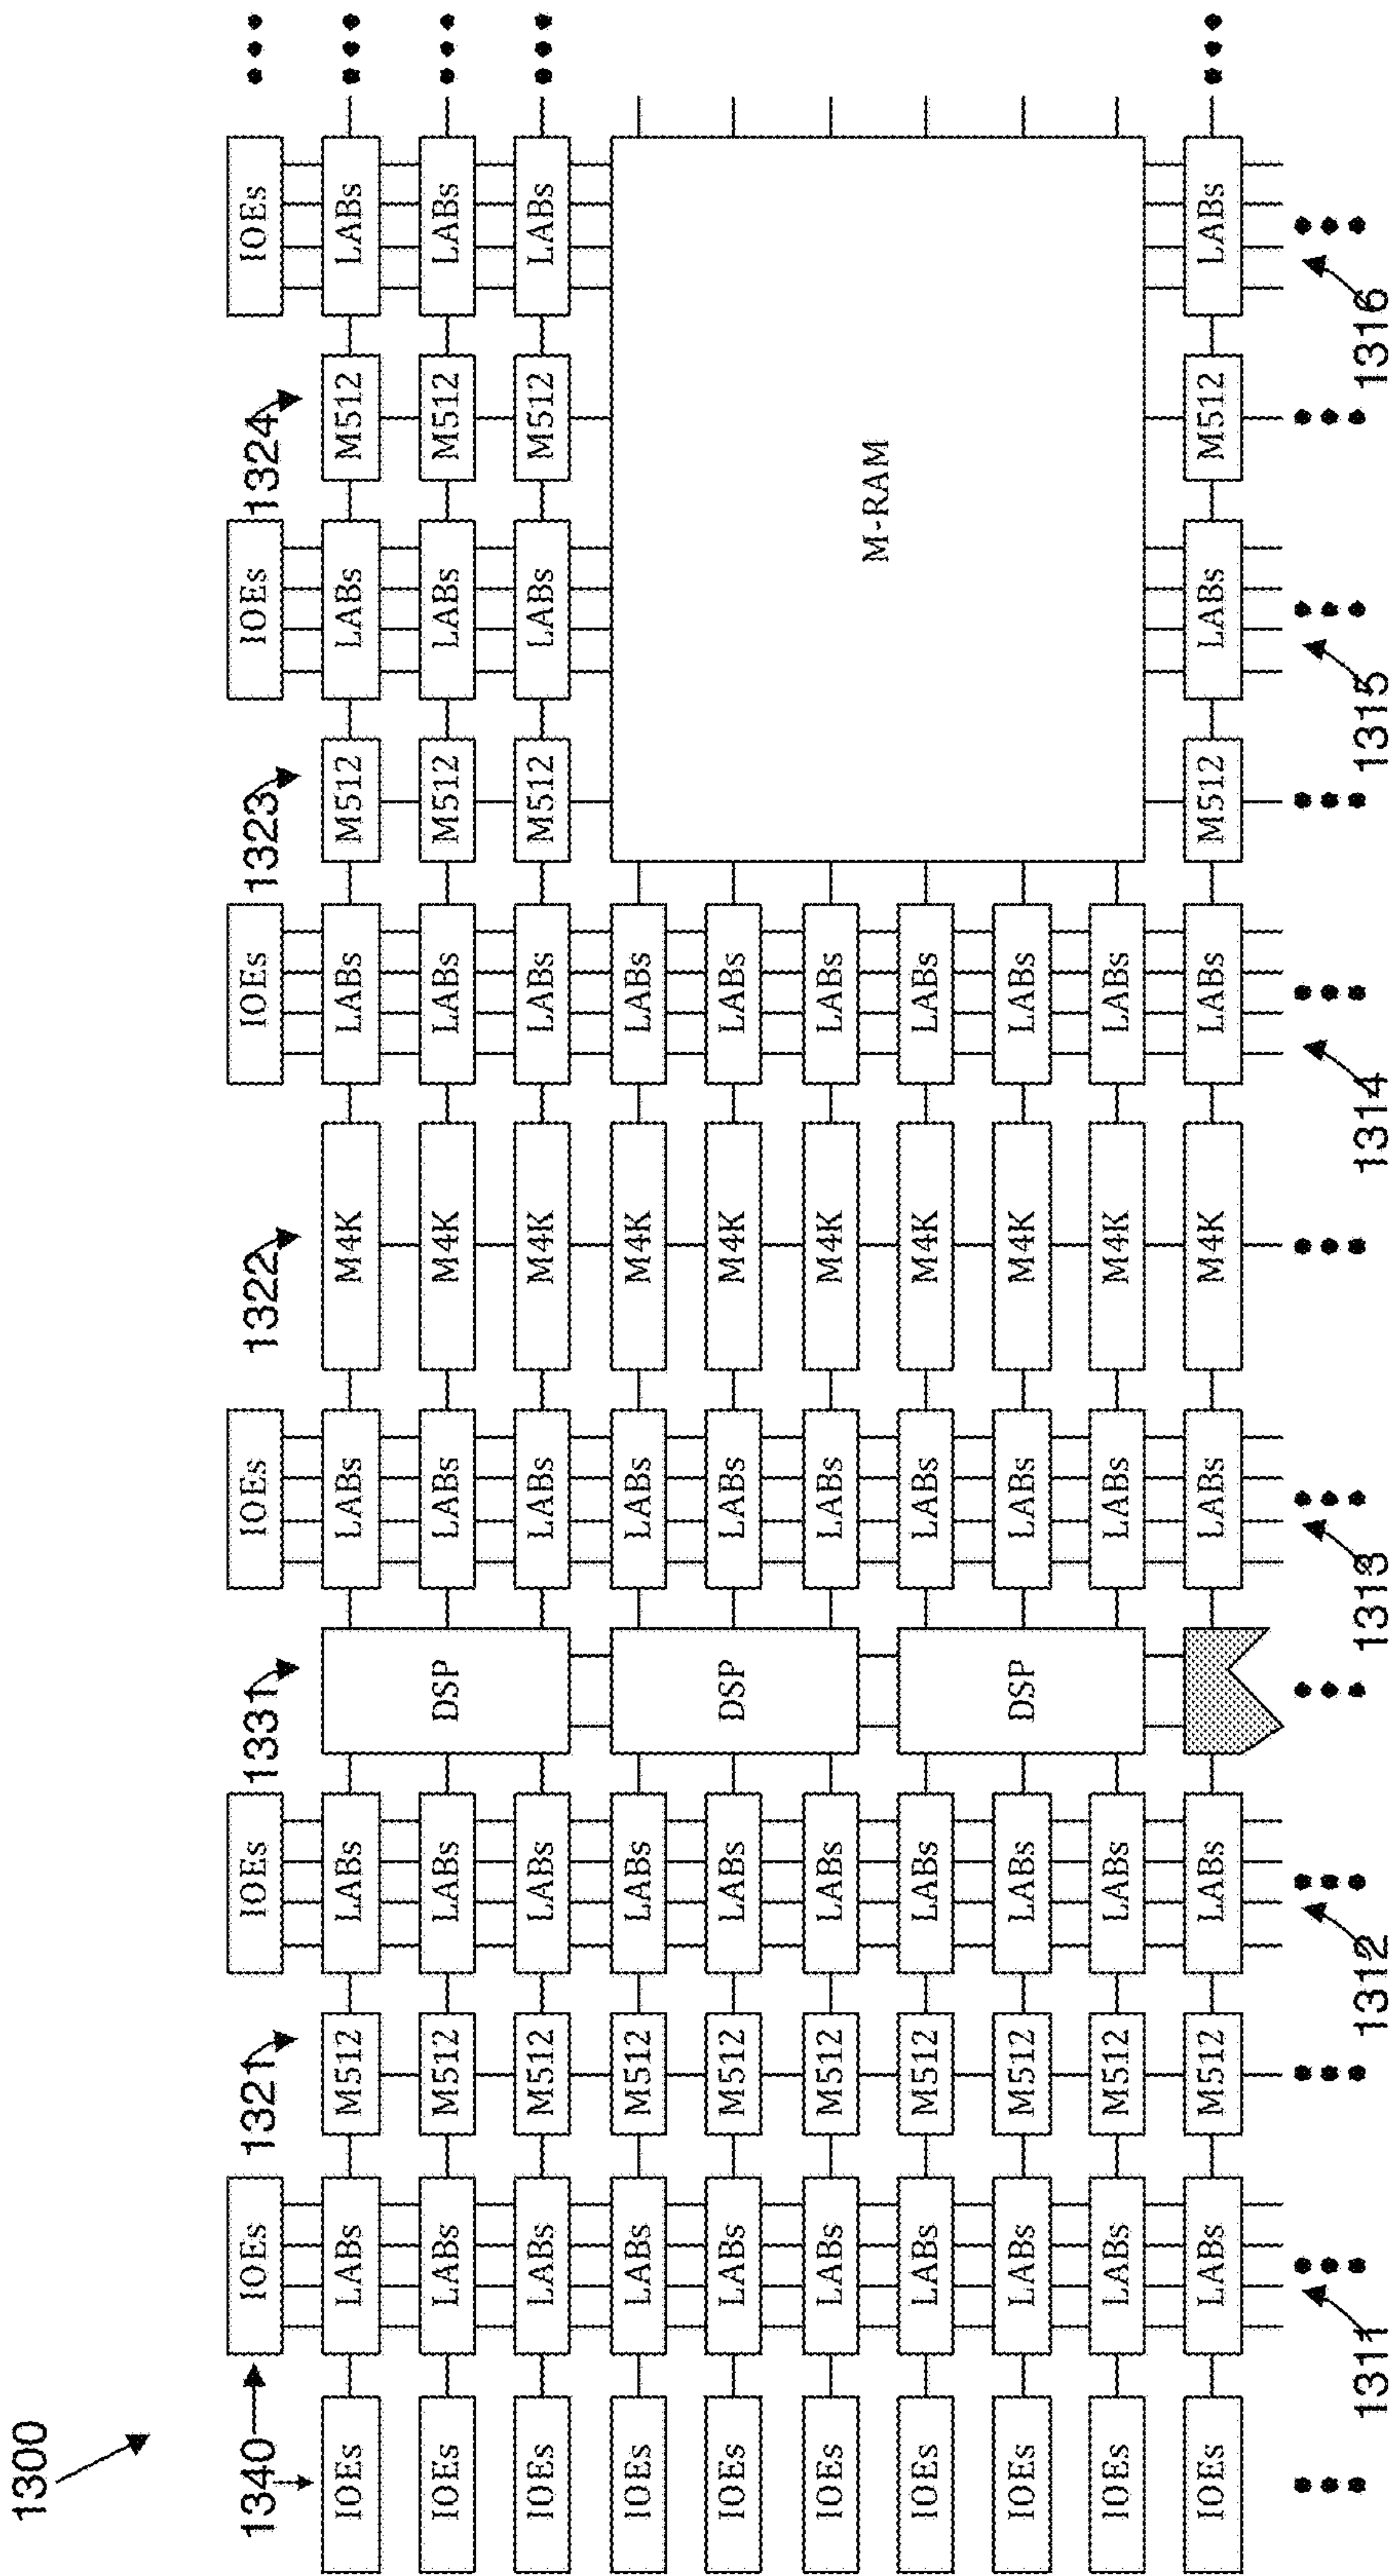 1300
1340 IOEs 1321 IOEs 1331 IOEs 1322 IOEs 1323 IOEs 1324 IOEs
IOEs LABs M512 LABs LABs M4K LABs M512 LABs M512 LABs
IOEs LABs M512 LABs DSP LABs M4K LABs M512 LABs M512 LABs
IOEs LABs M512 LABs LABs M4K LABs M512 LABs M512 LABs
IOEs LABs M512 LABs LABs M4K LABs
IOEs LABs M512 LABs DSP LABs M4K LABs
IOEs LABs M512 LABs LABs M4K LABs
M-RAM
IOEs LABs M512 LABs LABs M4K LABs
IOEs LABs M512 LABs DSP LABs M4K LABs
IOEs LABs M512 LABs LABs M4K LABs
IOEs LABs M512 LABs LABs M4K LABs M512 LABs M512 LABs
1311 1312 1313 1314 1315 1316